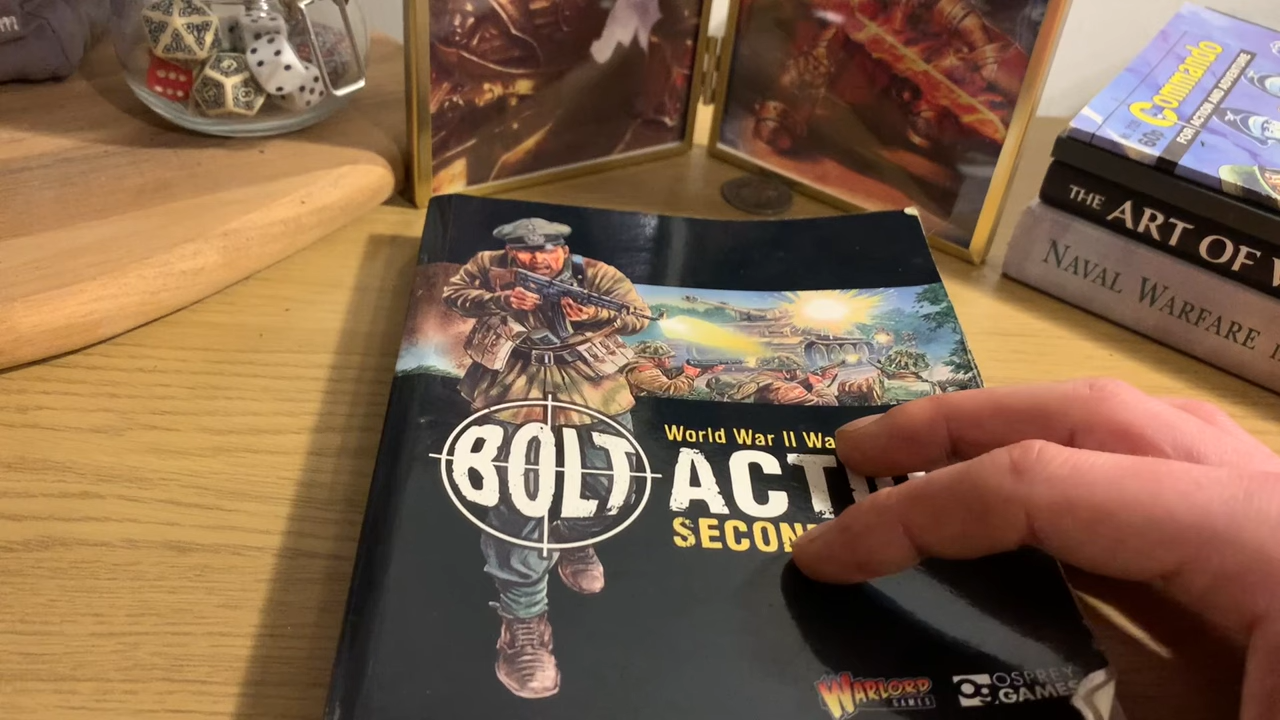 Commando
FOR ACTION AND ADVENTURE
60p
THE ART OF
NAVAL WARFARE
BOLT
World War II
ACT
SECON
WARLORD
GAMES
OSPREY
GAMES